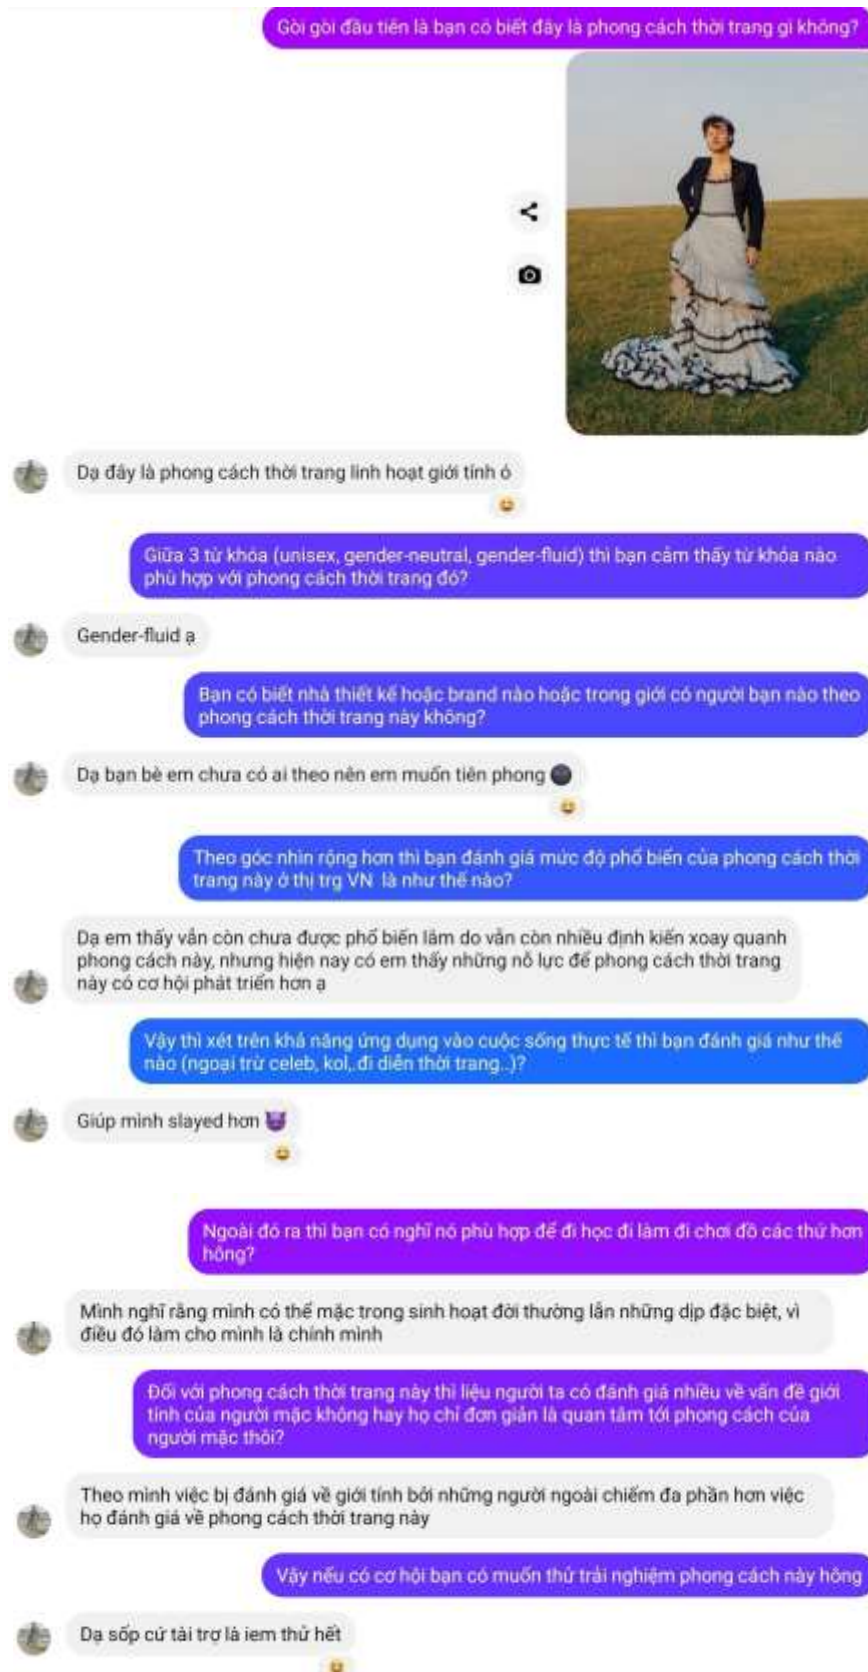 Gòi gòi đầu tiên là bạn có biết đây là phong cách thời trang gì không?
Dạ đây là phong cách thời trang linh hoạt giới tính ó
Giữa 3 từ khóa (unisex, gender-neutral, gender-fluid) thì bạn cảm thấy từ khóa nào
phù hợp với phong cách thời trang đó?
Gender-fluid ạ
Bạn có biết nhà thiết kế hoặc brand nào hoặc trong giới có người bạn nào theo
phong cách thời trang này không?
Dạ bạn bè em chưa có ai theo nên em muốn tiên phong 🌚
Theo góc nhìn rộng hơn thì bạn đánh giá mức độ phổ biến của phong cách thời
trang này ở thị trg VN là như thế nào?
Dạ em thấy vẫn còn chưa được phổ biến lắm do vẫn còn nhiều định kiến xoay quanh
phong cách này, nhưng hiện nay có em thấy những nỗ lực để phong cách thời trang
này có cơ hội phát triển hơn ạ
Vậy thì xét trên khả năng ứng dụng vào cuộc sống thực tế thì bạn đánh giá như thế
nào (ngoại trừ celeb, kol,.đi diễn thời trang..)?
Giúp mình slayed hơn 😈
Ngoài đó ra thì bạn có nghĩ nó phù hợp để đi học đi làm đi chơi đồ các thứ hơn
hông?
Mình nghĩ rằng mình có thể mặc trong sinh hoạt đời thường lẫn những dịp đặc biệt, vì
điều đó làm cho mình là chính mình
Đối với phong cách thời trang này thì liệu người ta có đánh giá nhiều về vấn đề giới
tính của người mặc không hay họ chỉ đơn giản là quan tâm tới phong cách của
người mặc thôi?
Theo mình việc bị đánh giá về giới tính bởi những người ngoài chiếm đa phần hơn việc
họ đánh giá về phong cách thời trang này
Vậy nếu có cơ hội bạn có muốn thử trải nghiệm phong cách này hông
Dạ sốp cứ tài trợ là iem thử hết